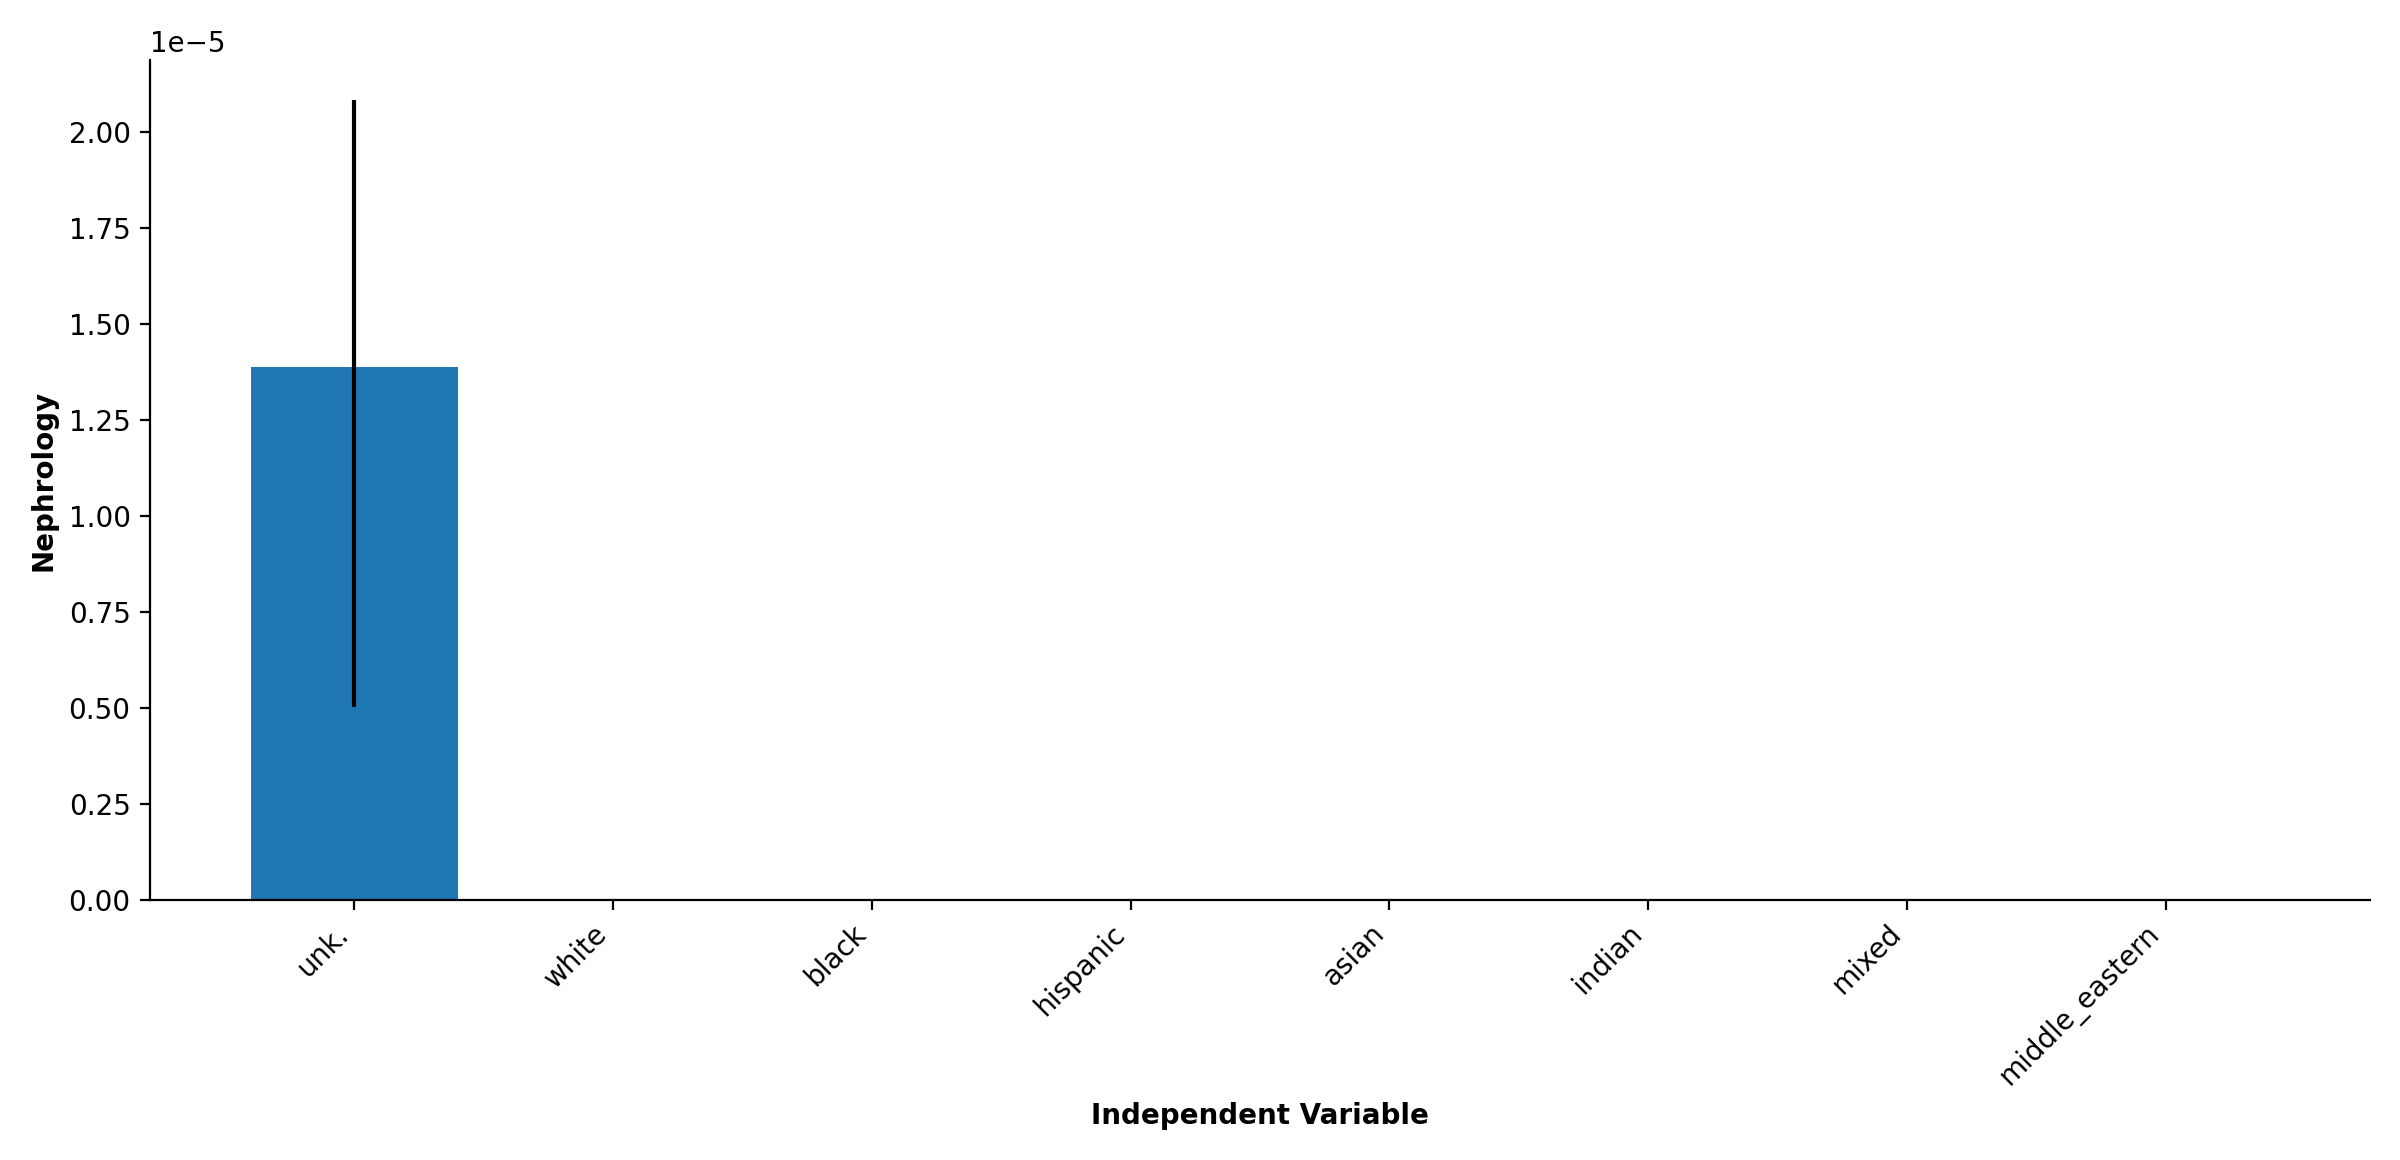 1e−5
2.00
1.75
1.50
1.25
1.00
0.75
0.50
0.25
0.00
Nephrology
unk.
white
black
hispanic
asian
indian
mixed
middle_eastern
Independent Variable